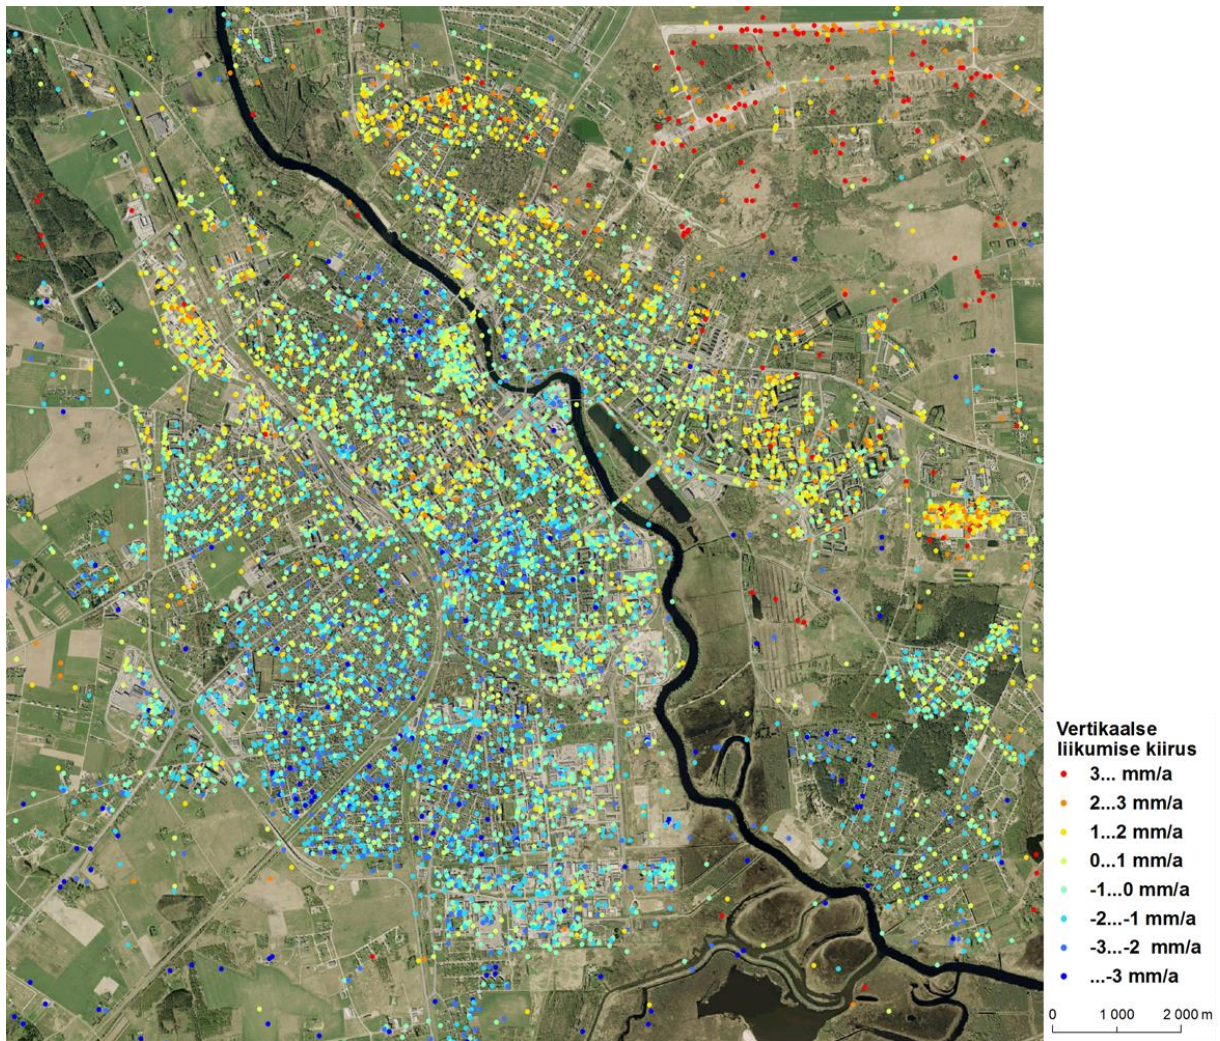 Vertikaalse
liikumise kiirus
3... mm/a
2...3 mm/a
1...2 mm/a
0...1 mm/a
-1...0 mm/a
-2...-1 mm/a
-3...-2 mm/a
...-3 mm/a
0 1 000 2 000 m